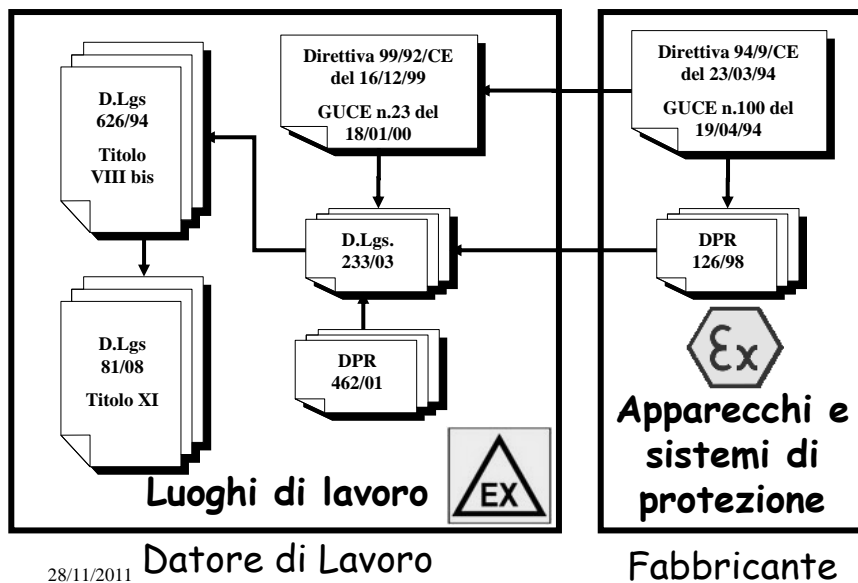 D.Lgs
626/94
Titolo
VIII bis
D.Lgs
81/08
Titolo XI
Direttiva 99/92/CE
del 16/12/99
GUCE n.23 del
18/01/00
D.Lgs.
233/03
DPR
462/01
Luoghi di lavoro
EX
Direttiva 94/9/CE
del 23/03/94
GUCE n.100 del
19/04/94
DPR
126/98
Ex
Apparecchi e
sistemi di
protezione
28/11/2011
Datore di Lavoro
Fabbricante